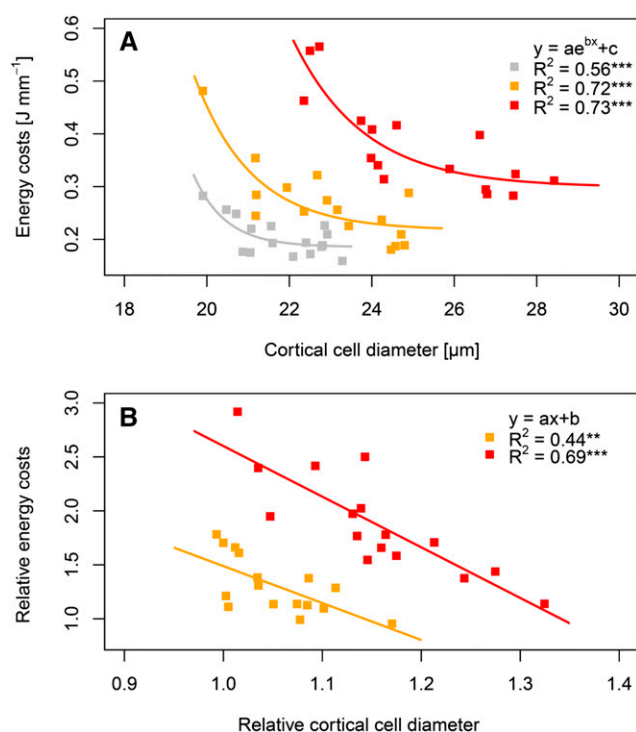 A
y = ae^bx+c
R² = 0.56***
R² = 0.72***
R² = 0.73***
Energy costs [J mm⁻¹]
0.6
0.5
0.4
0.3
0.2
18 20 22 24 26 28 30
Cortical cell diameter [μm]
B
y = ax+b
R² = 0.44**
R² = 0.69***
Relative energy costs
3.0
2.5
2.0
1.5
1.0
0.9 1.0 1.1 1.2 1.3 1.4
Relative cortical cell diameter